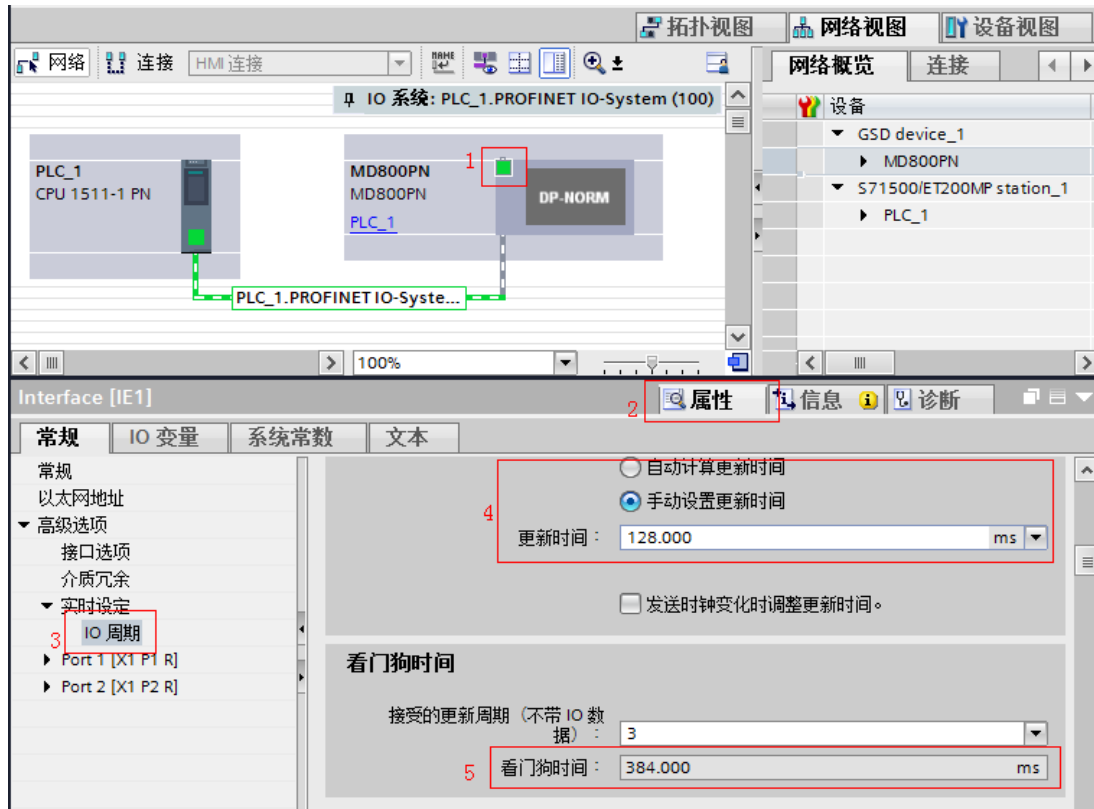 拓扑视图 网络视图 设备视图
网络 连接 HMI 连接 网络概览 连接
IO 系统: PLC_1.PROFINET IO-System (100)
设备
GSD device_1
MD800PN
S71500/ET200MP station_1
PLC_1
PLC_1
CPU 1511-1 PN
1
MD800PN
MD800PN
PLC_1
DP-NORM
PLC_1.PROFINET IO-Syste...
100%
Interface [IE1]
2 属性 信息 诊断
常规 IO 变量 系统常数 文本
常规
以太网地址
高级选项
接口选项
介质冗余
实时设定
3 IO 周期
Port 1 [X1 P1 R]
Port 2 [X1 P2 R]
自动计算更新时间
4 手动设置更新时间
更新时间： 128.000 ms
发送时钟变化时调整更新时间。
看门狗时间
接受的更新周期（不带 IO 数
据）： 3
5 看门狗时间： 384.000 ms